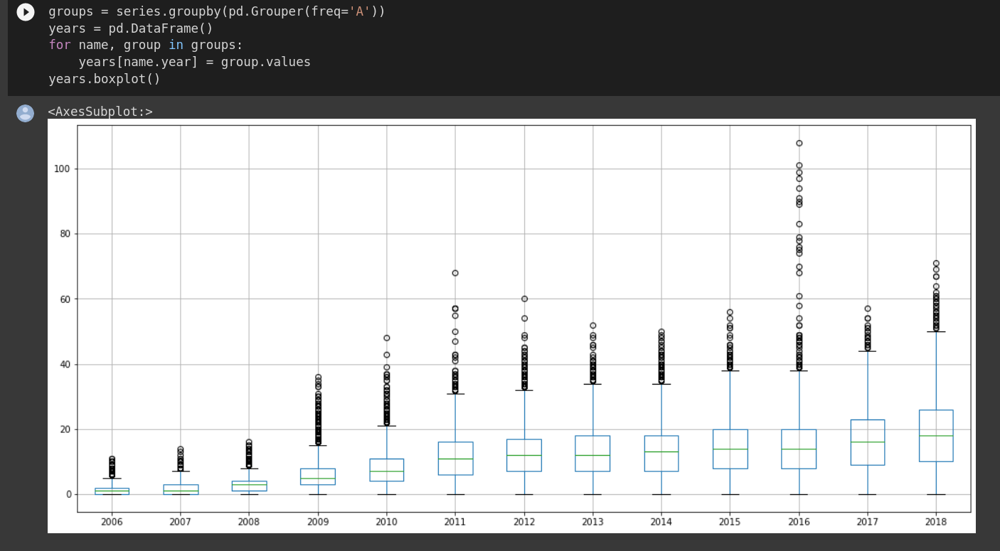 groups = series.groupby(pd.Grouper(freq='A'))
years = pd.DataFrame()
for name, group in groups:
    years[name.year] = group.values
years.boxplot()
<AxesSubplot:>
100
80
60
40
20
0
2006 2007 2008 2009 2010 2011 2012 2013 2014 2015 2016 2017 2018